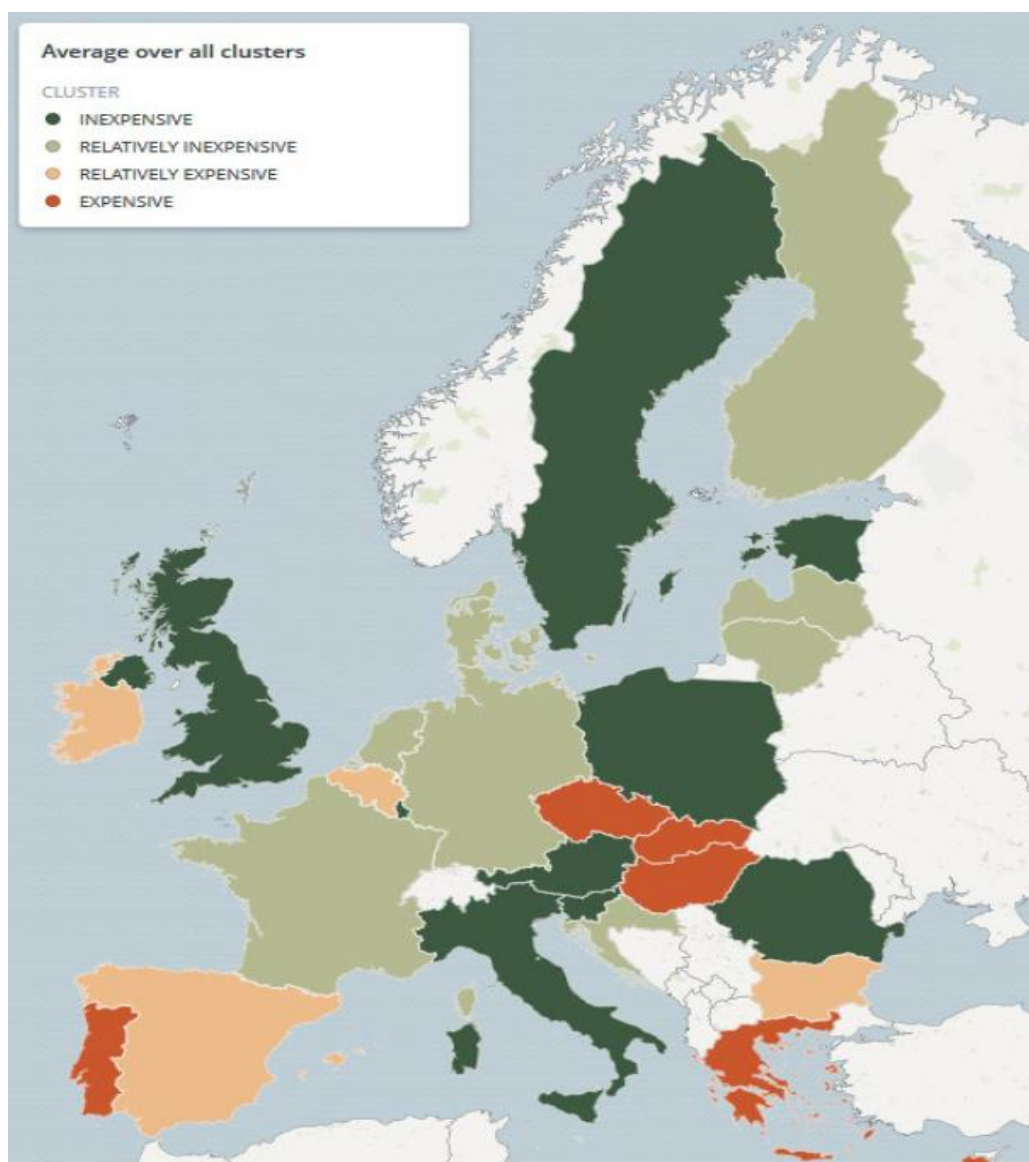 Average over all clusters
CLUSTER
INEXPENSIVE
RELATIVELY INEXPENSIVE
RELATIVELY EXPENSIVE
EXPENSIVE